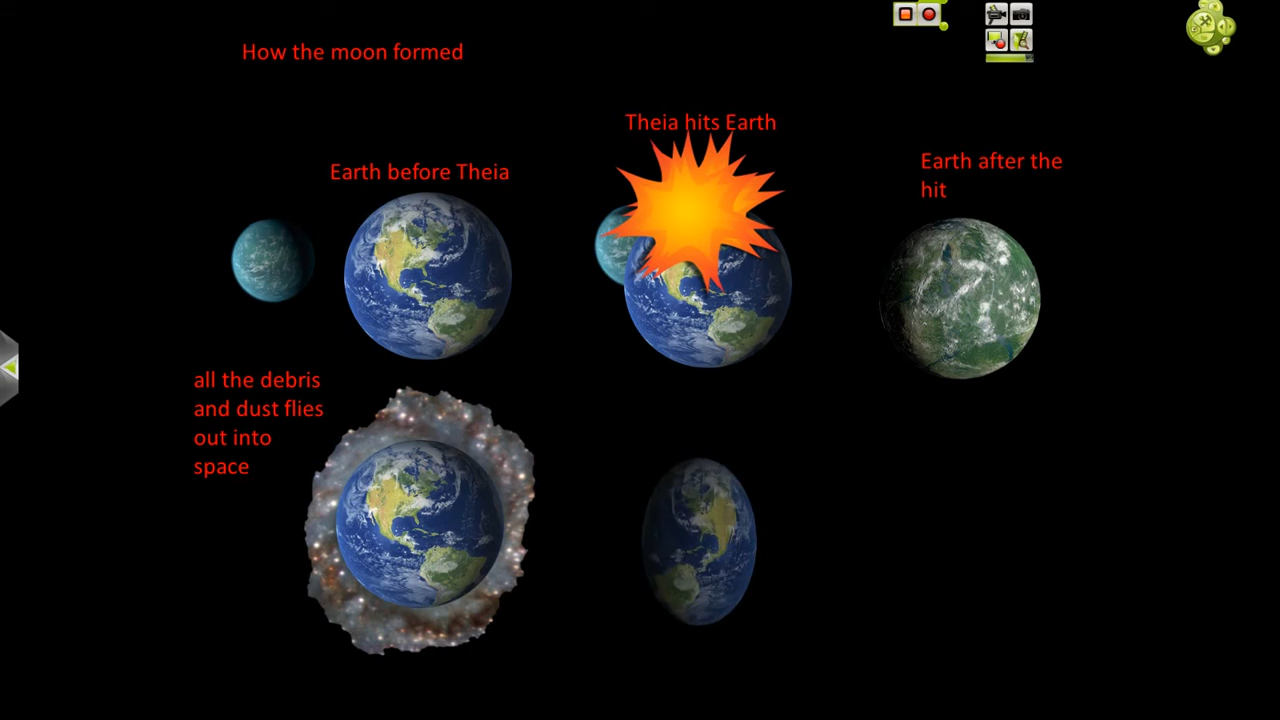 How the moon formed
Theia hits Earth
Earth before Theia
Earth after the
hit
all the debris
and dust flies
out into
space